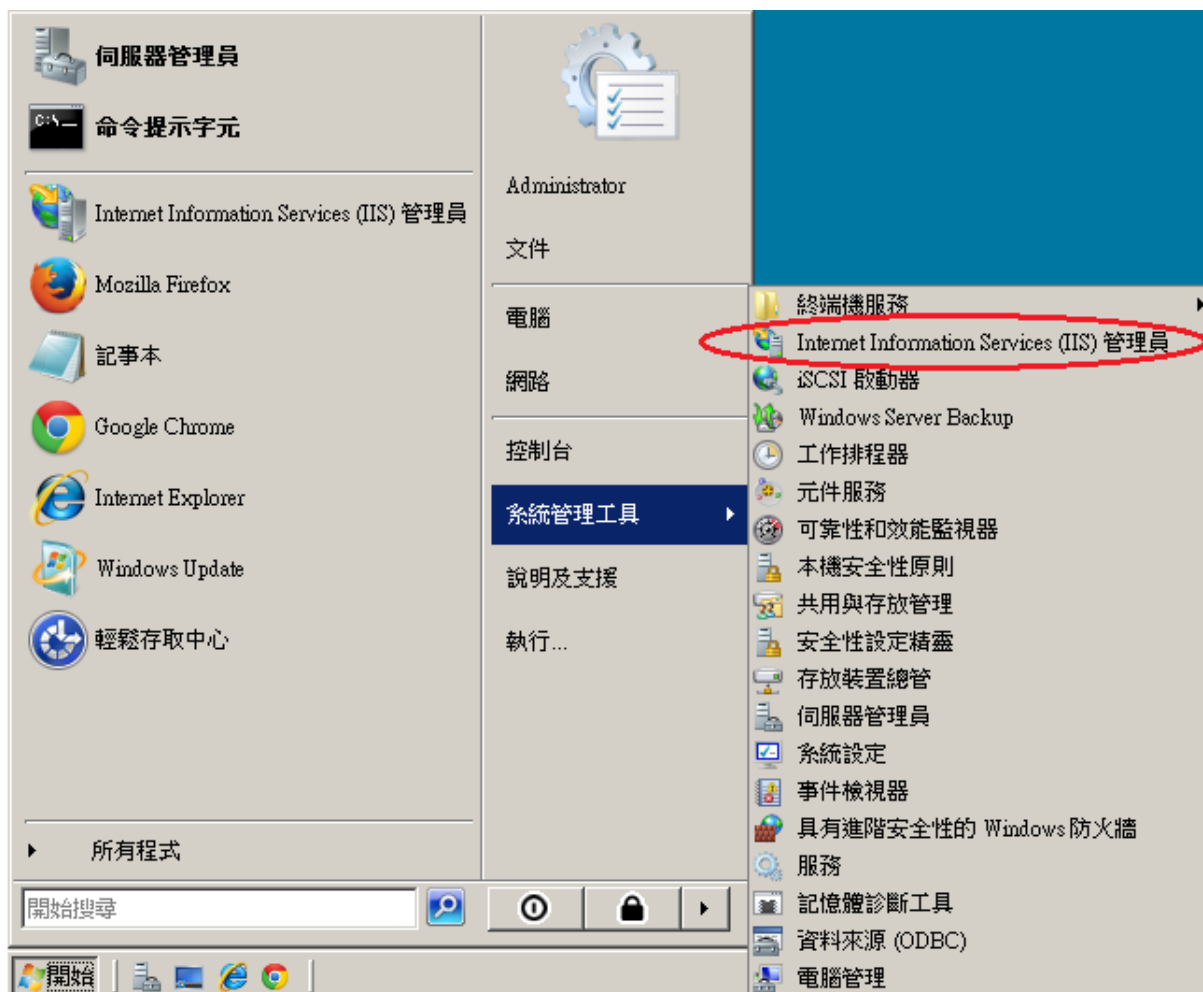 伺服器管理員
命令提示字元
Internet Information Services (IIS) 管理員
Mozilla Firefox
記事本
Google Chrome
Internet Explorer
Windows Update
輕鬆存取中心
所有程式
開始搜尋
Administrator
文件
電腦
網路
控制台
系統管理工具
說明及支援
執行...
終端機服務
Internet Information Services (IIS) 管理員
iSCSI 啟動器
Windows Server Backup
工作排程器
元件服務
可靠性和效能監視器
本機安全性原則
共用與存放管理
安全性設定精靈
存放裝置總管
伺服器管理員
系統設定
事件檢視器
具有進階安全性的 Windows 防火牆
服務
記憶體診斷工具
資料來源 (ODBC)
電腦管理
開始